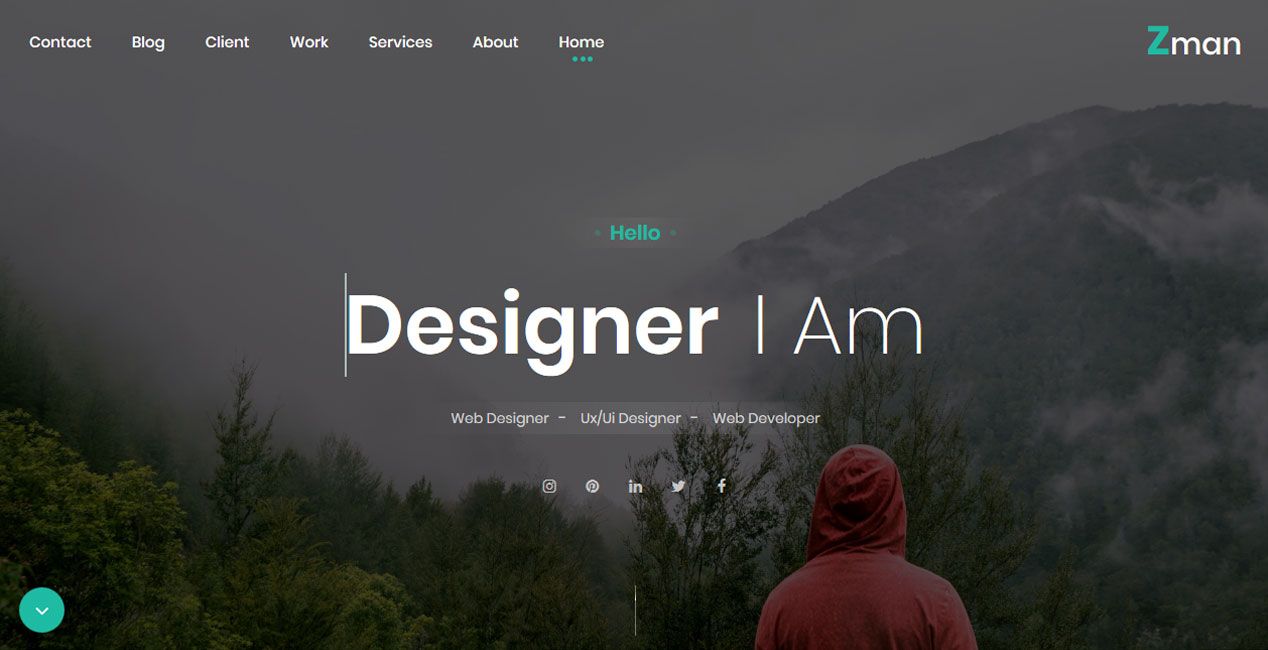 Contact Blog Client Work Services About Home Zman
Hello
Designer I Am
Web Designer - Ux/Ui Designer - Web Developer